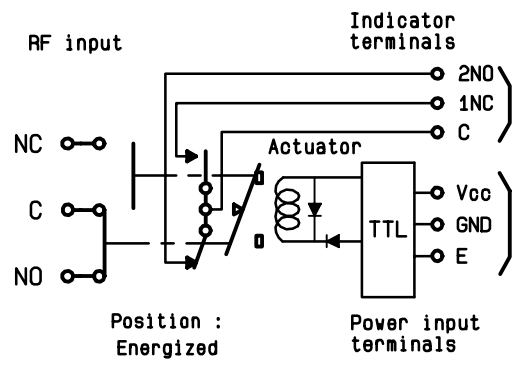 Indicator
terminals
RF input
2NO
1NC
C
NC
Actuator
Vcc
C
GND
TTL
E
NO
Position :
Energized
Power input
terminals